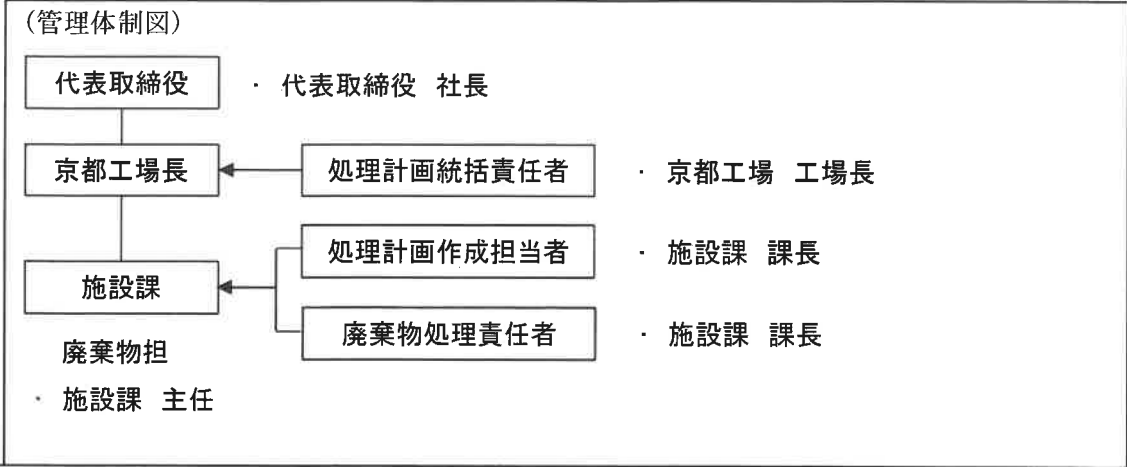 (管理体制図)
代表取締役 ・ 代表取締役 社長
京都工場長 処理計画統括責任者 ・ 京都工場 工場長
処理計画作成担当者 ・ 施設課 課長
施設課
廃棄物処理責任者 ・ 施設課 課長
廃棄物担
・ 施設課 主任